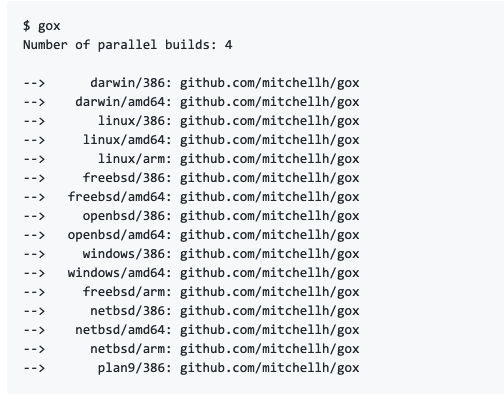 $ gox
Number of parallel builds: 4

-->      darwin/386: github.com/mitchellh/gox
-->    darwin/amd64: github.com/mitchellh/gox
-->       linux/386: github.com/mitchellh/gox
-->     linux/amd64: github.com/mitchellh/gox
-->       linux/arm: github.com/mitchellh/gox
-->     freebsd/386: github.com/mitchellh/gox
-->   freebsd/amd64: github.com/mitchellh/gox
-->     openbsd/386: github.com/mitchellh/gox
-->   openbsd/amd64: github.com/mitchellh/gox
-->     windows/386: github.com/mitchellh/gox
-->   windows/amd64: github.com/mitchellh/gox
-->     freebsd/arm: github.com/mitchellh/gox
-->      netbsd/386: github.com/mitchellh/gox
-->    netbsd/amd64: github.com/mitchellh/gox
-->      netbsd/arm: github.com/mitchellh/gox
-->       plan9/386: github.com/mitchellh/gox